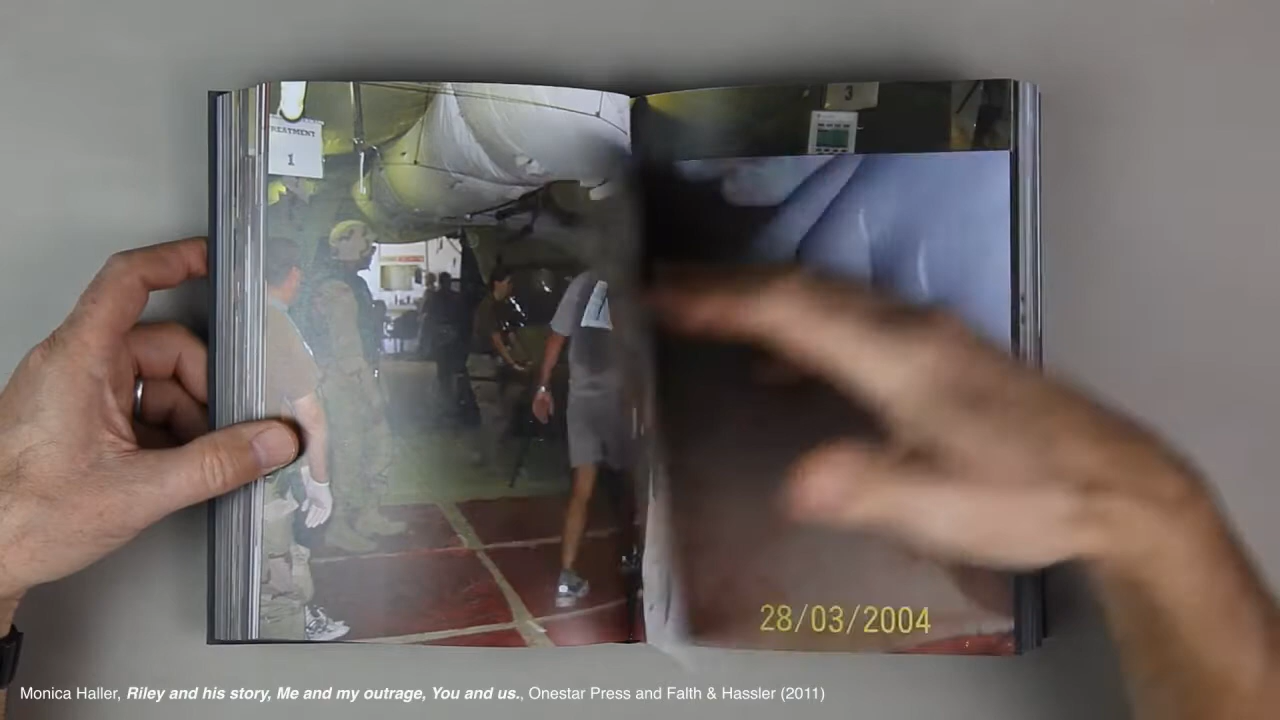 REATMENT
1
3
28/03/2004
Monica Haller, Riley and his story, Me and my outrage, You and us., Onestar Press and Falth & Hassler (2011)